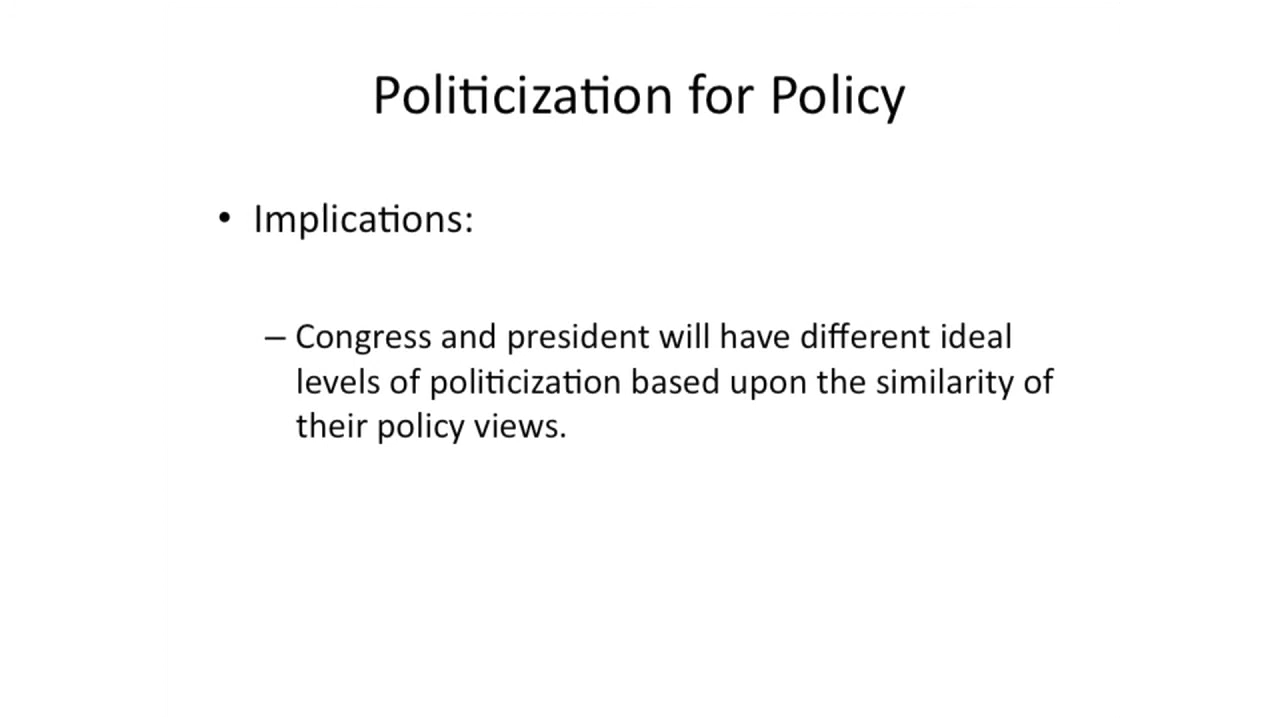 Politicization for Policy
• Implications:
– Congress and president will have different ideal
levels of politicization based upon the similarity of
their policy views.